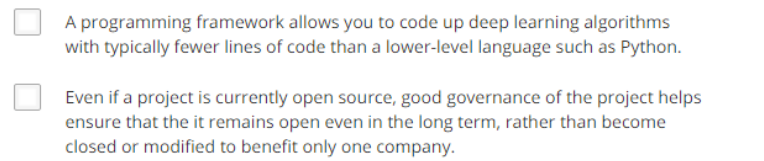 A programming framework allows you to code up deep learning algorithms
with typically fewer lines of code than a lower-level language such as Python.
Even if a project is currently open source, good governance of the project helps
ensure that the it remains open even in the long term, rather than become
closed or modified to benefit only one company.